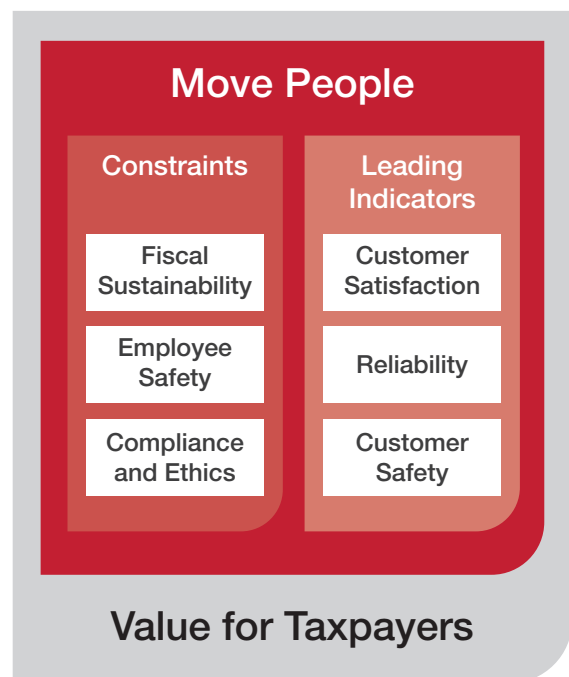 Move People
Constraints
Fiscal
Sustainability
Employee
Safety
Compliance
and Ethics
Leading
Indicators
Customer
Satisfaction
Reliability
Customer
Safety
Value for Taxpayers